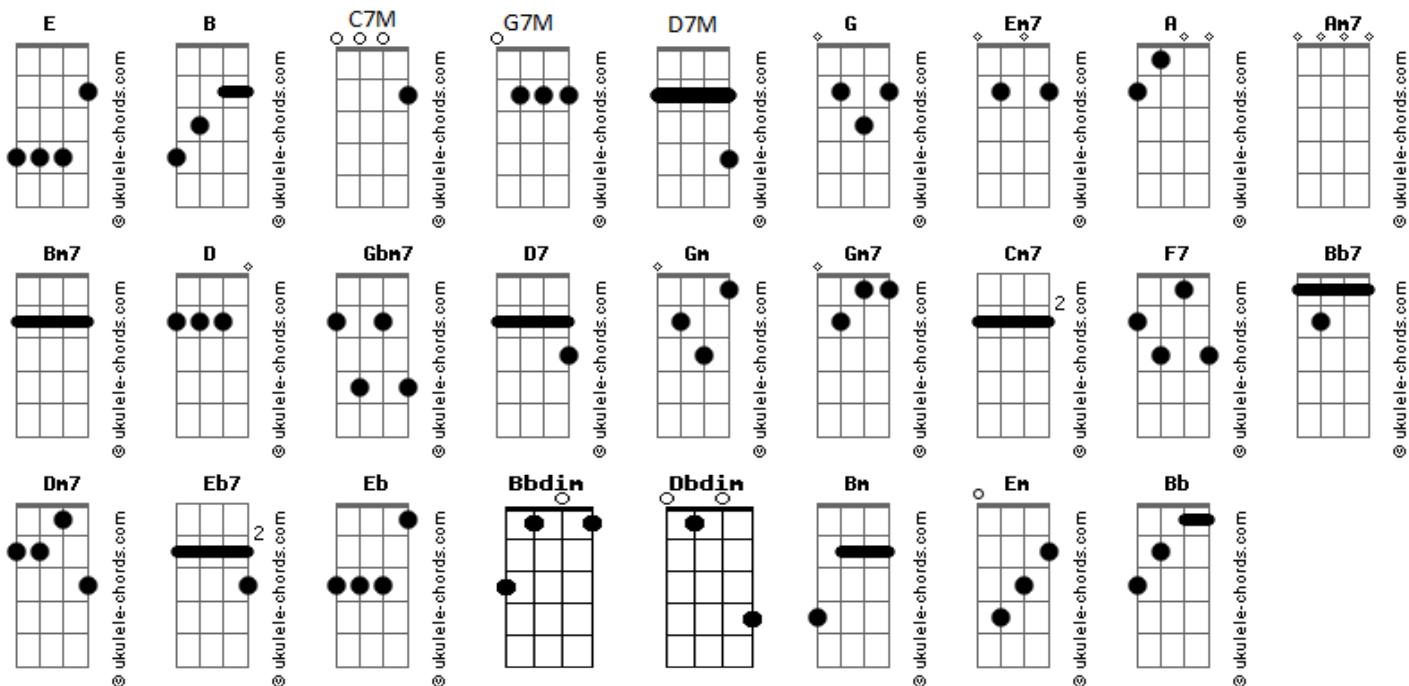 E B C7M G7M D7M G Em7 A Am7
© ukulele-chords.com © ukulele-chords.com © ukulele-chords.com © ukulele-chords.com © ukulele-chords.com © ukulele-chords.com © ukulele-chords.com © ukulele-chords.com © ukulele-chords.com
Bm7 D Gbm7 D7 Gm Gm7 Cm7 F7 Bb7
2
© ukulele-chords.com © ukulele-chords.com © ukulele-chords.com © ukulele-chords.com © ukulele-chords.com © ukulele-chords.com © ukulele-chords.com © ukulele-chords.com © ukulele-chords.com
Dm7 Eb7 Eb Bbdim Dbdim Bm Em Bb
2
© ukulele-chords.com © ukulele-chords.com © ukulele-chords.com © ukulele-chords.com © ukulele-chords.com © ukulele-chords.com